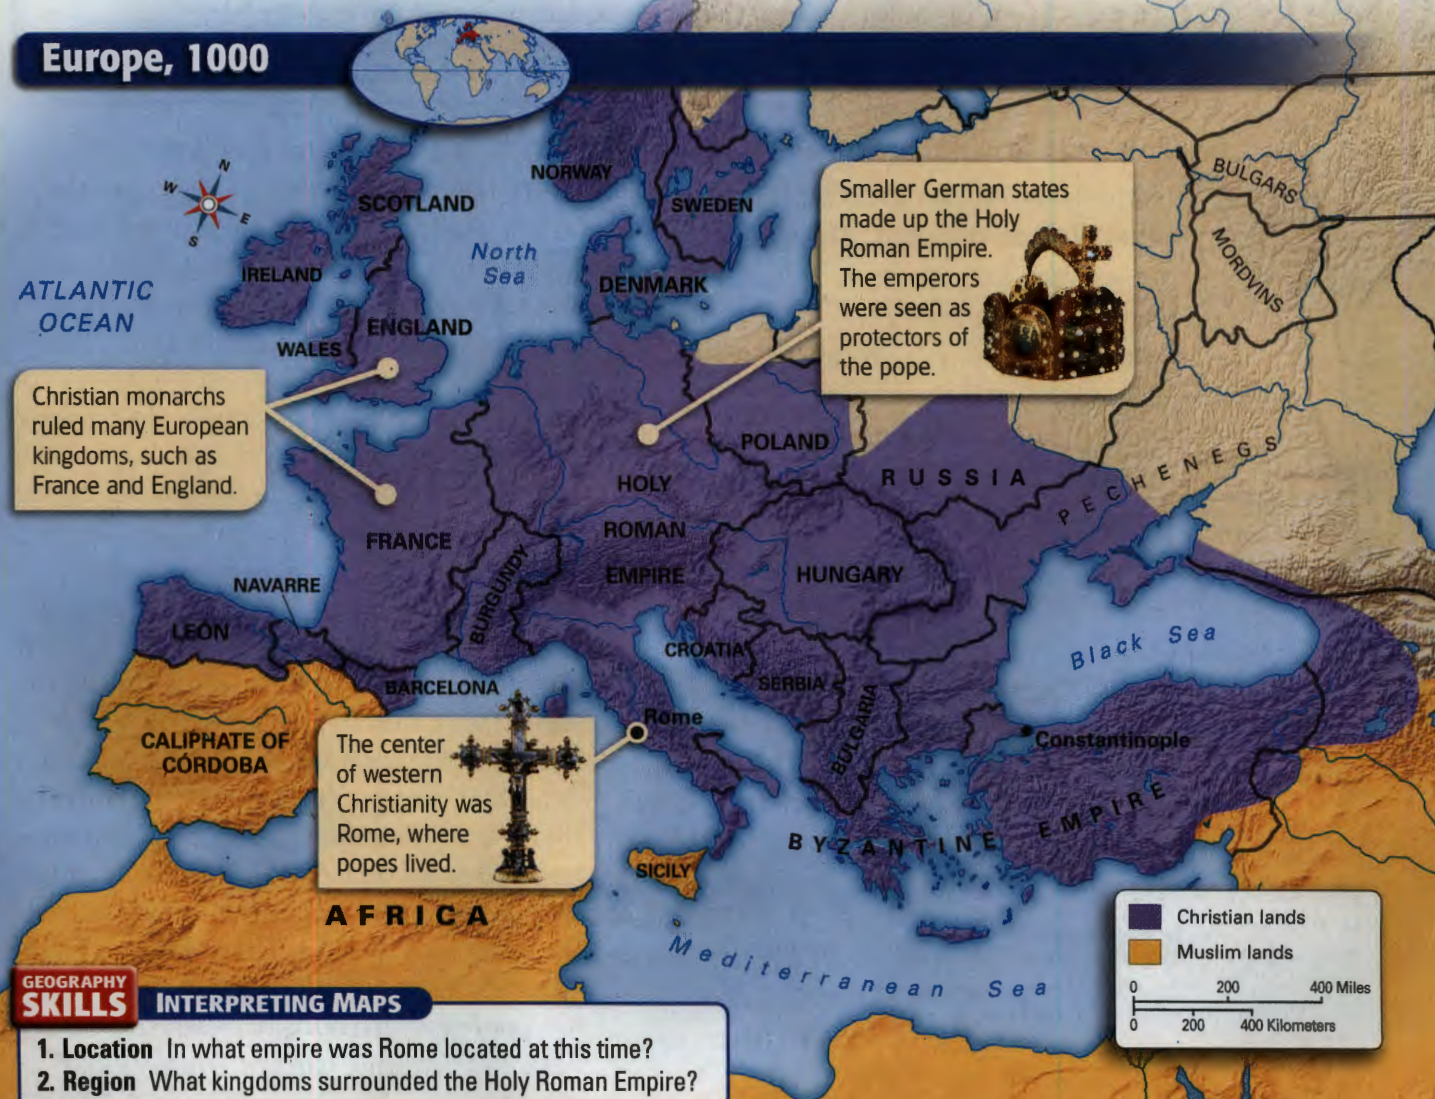 Europe, 1000
N
W
E
S
NORWAY
SCOTLAND
SWEDEN
North
Sea
IRELAND
DENMARK
ATLANTIC
OCEAN
ENGLAND
WALES
Smaller German states
made up the Holy
Roman Empire.
The emperors
were seen as
protectors of
the pope.
BULGARS
MORDVINS
Christian monarchs
ruled many European
kingdoms, such as
France and England.
POLAND
RUSSIA
PECHENEGS
HOLY
ROMAN
EMPIRE
FRANCE
BURGUNDY
HUNGARY
NAVARRE
LEÓN
CROATIA
SERBIA
BULGARIA
Black Sea
BARCELONA
Rome
Constantinople
CALIPHATE OF
CÓRDOBA
The center
of western
Christianity was
Rome, where
popes lived.
BYZANTINE EMPIRE
SICILY
AFRICA
Mediterranean Sea
Christian lands
Muslim lands
0 200 400 Miles
0 200 400 Kilometers
GEOGRAPHY
SKILLS
INTERPRETING MAPS
1. Location In what empire was Rome located at this time?
2. Region What kingdoms surrounded the Holy Roman Empire?